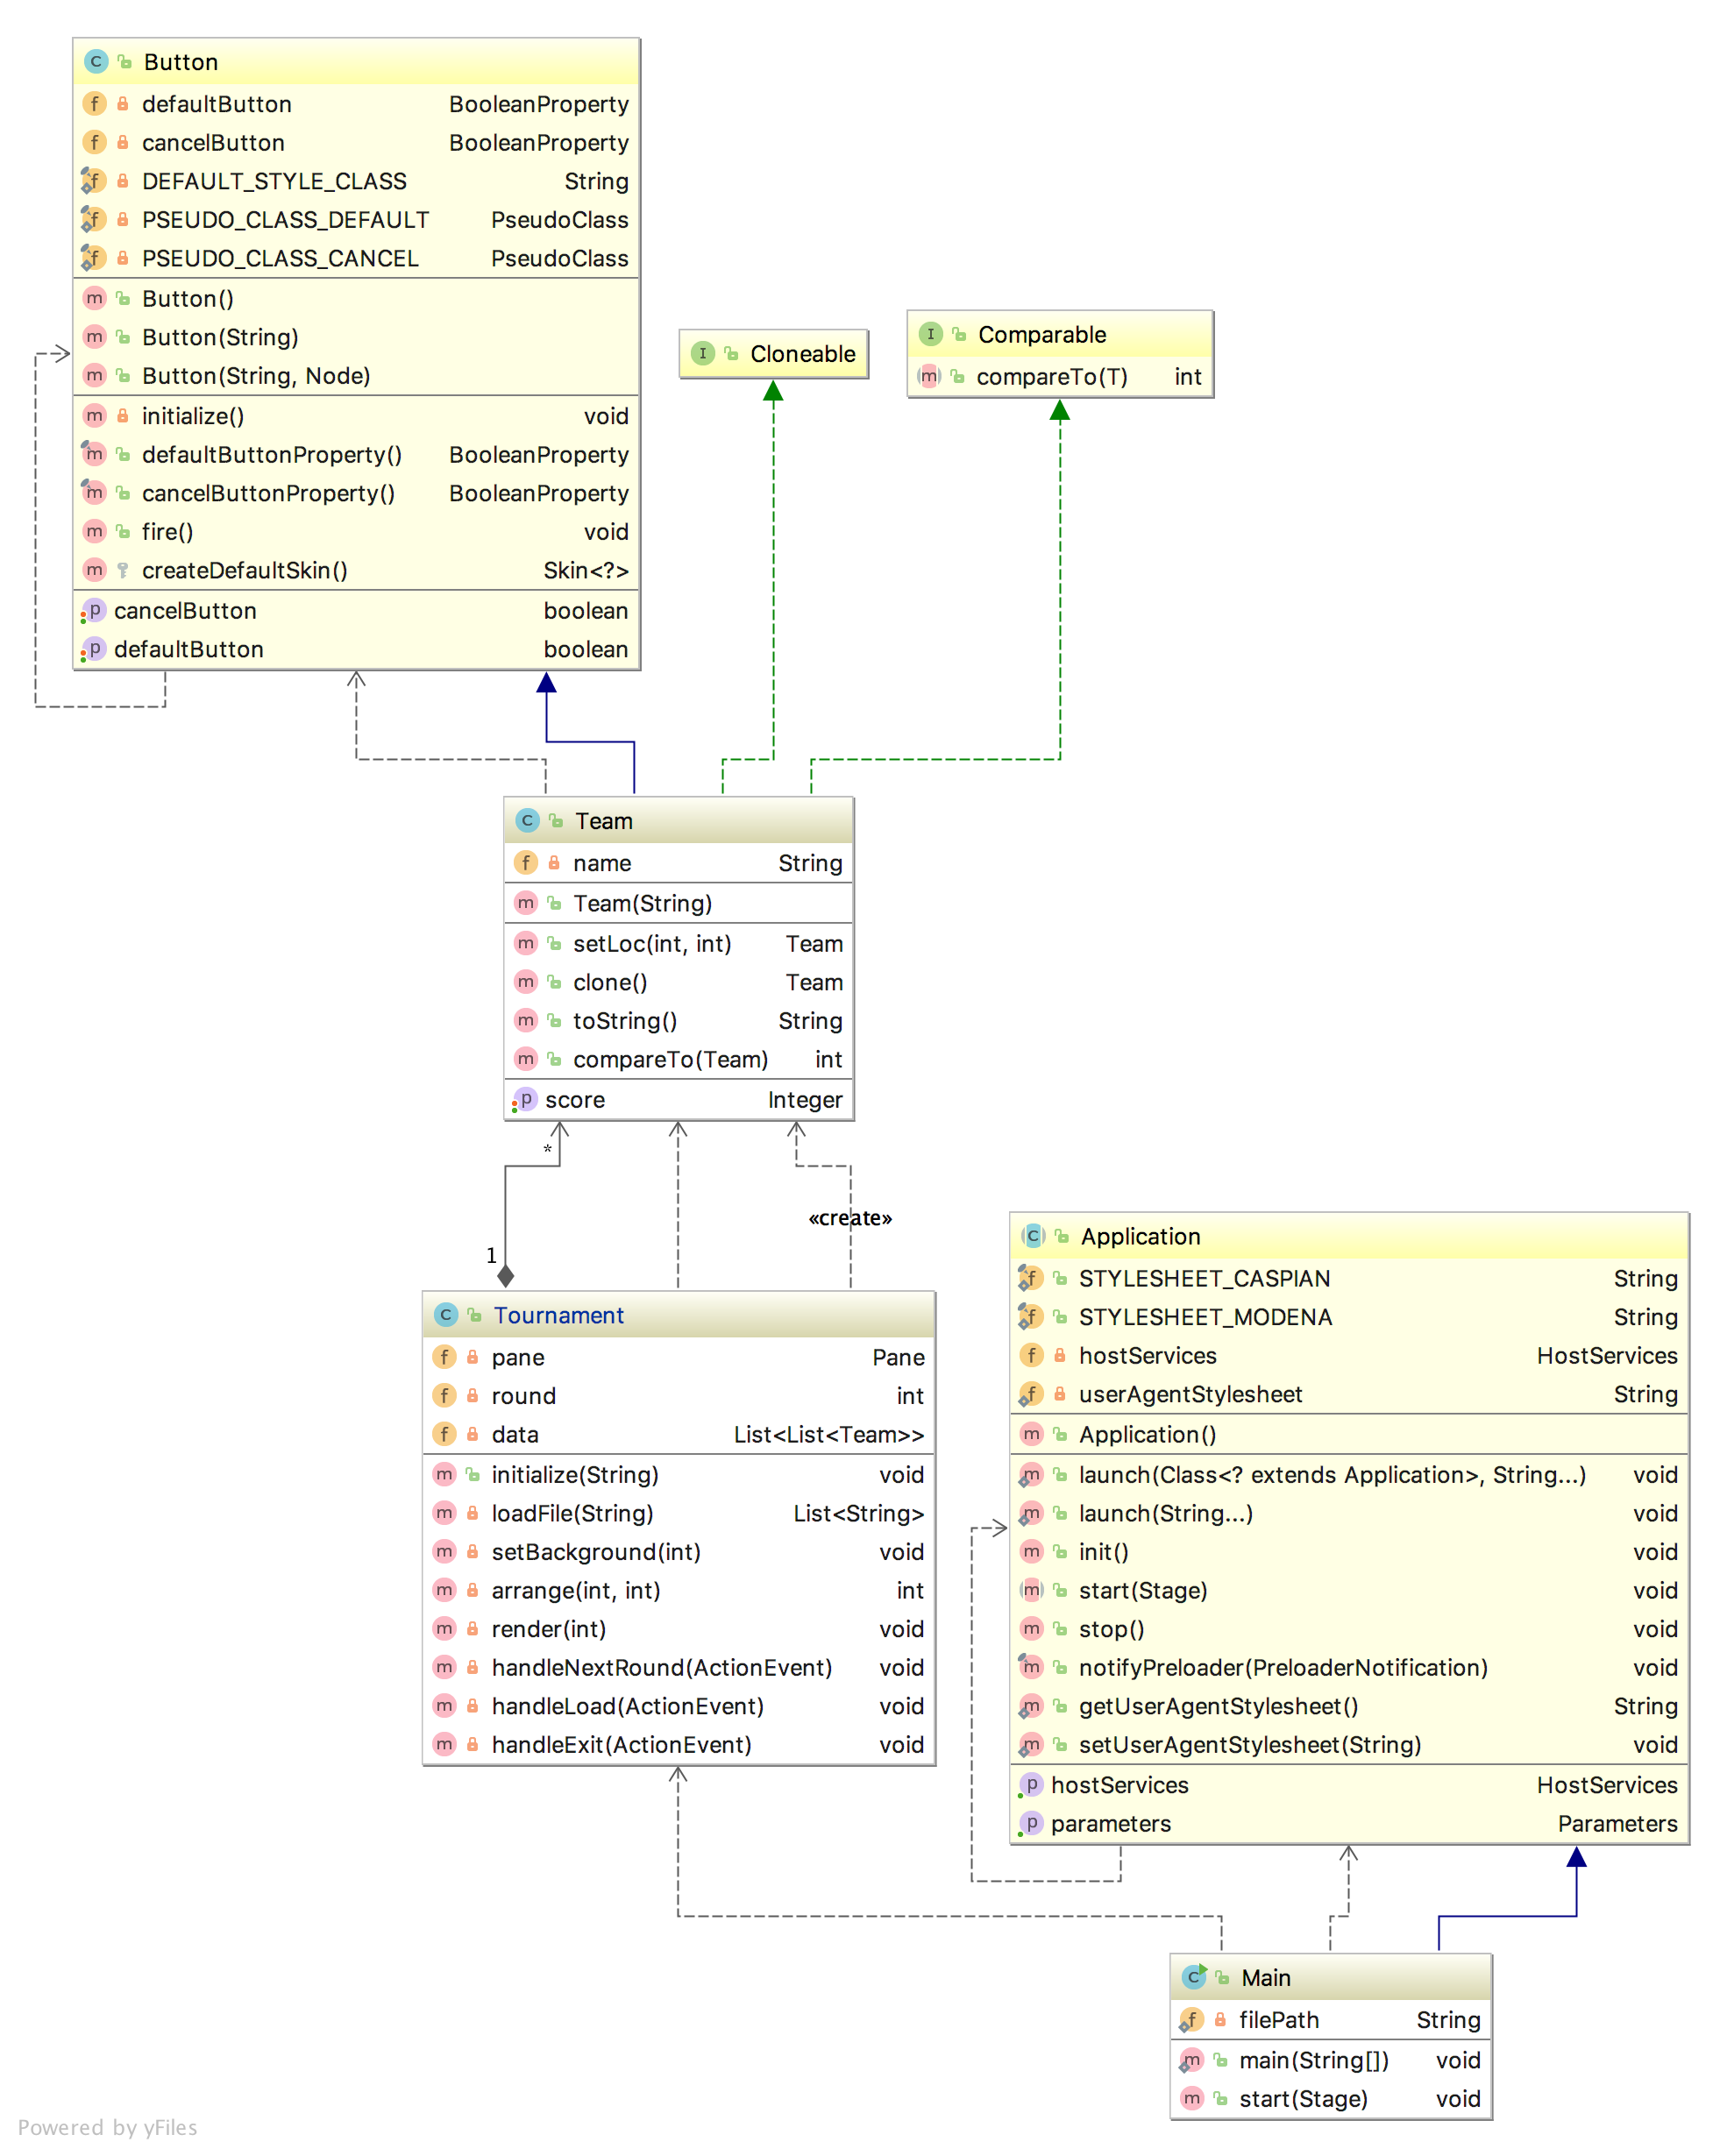 Button
defaultButton BooleanProperty
cancelButton BooleanProperty
DEFAULT_STYLE_CLASS String
PSEUDO_CLASS_DEFAULT PseudoClass
PSEUDO_CLASS_CANCEL PseudoClass
Button()
Button(String)
Button(String, Node)
initialize() void
defaultButtonProperty() BooleanProperty
cancelButtonProperty() BooleanProperty
fire() void
createDefaultSkin() Skin<?>
cancelButton boolean
defaultButton boolean
Cloneable
Comparable
compareTo(T) int
Team
name String
Team(String)
setLoc(int, int) Team
clone() Team
toString() String
compareTo(Team) int
score Integer
*
«create»
1
Tournament
pane Pane
round int
data List<List<Team>>
initialize(String) void
loadFile(String) List<String>
setBackground(int) void
arrange(int, int) int
render(int) void
handleNextRound(ActionEvent) void
handleLoad(ActionEvent) void
handleExit(ActionEvent) void
Application
STYLESHEET_CASPIAN String
STYLESHEET_MODENA String
hostServices HostServices
userAgentStylesheet String
Application()
launch(Class<? extends Application>, String...) void
launch(String...) void
init() void
start(Stage) void
stop() void
notifyPreloader(PreloaderNotification) void
getUserAgentStylesheet() String
setUserAgentStylesheet(String) void
hostServices HostServices
parameters Parameters
Main
filePath String
main(String[]) void
start(Stage) void
Powered by yFiles